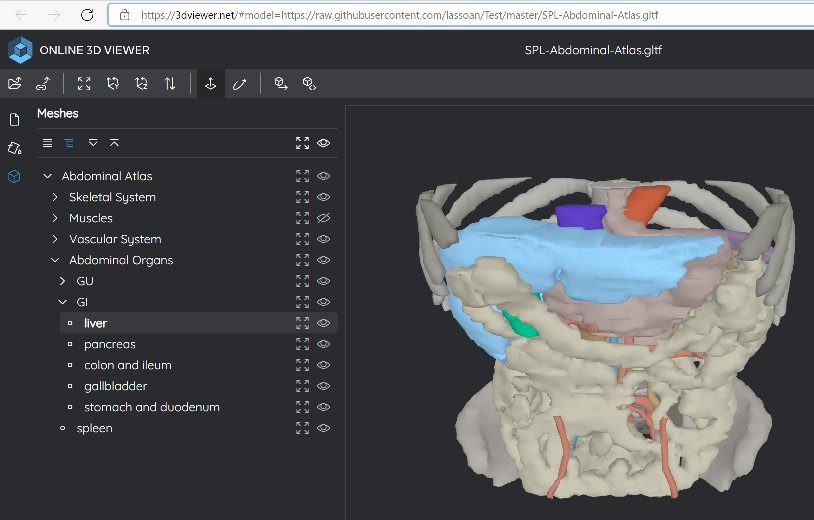 https://3dviewer.net/#model=https://raw.githubusercontent.com/lassoan/Test/master/SPL-Abdominal-Atlas.gltf
ONLINE 3D VIEWER
SPL-Abdominal-Atlas.gltf
Meshes
Abdominal Atlas
Skeletal System
Muscles
Vascular System
Abdominal Organs
GU
GI
liver
pancreas
colon and ileum
gallbladder
stomach and duodenum
spleen